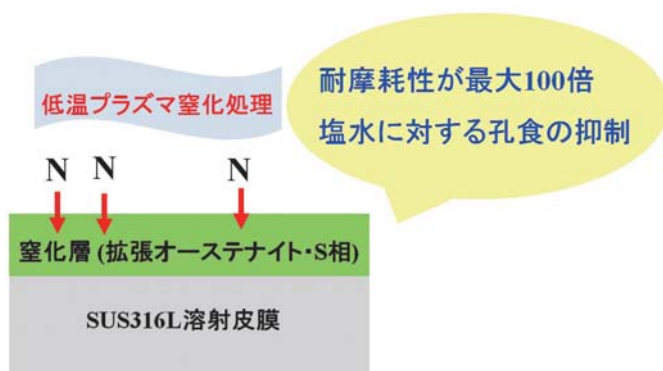 低温プラズマ窒化処理
耐摩耗性が最大100倍
塩水に対する孔食の抑制
N N N
窒化層 (拡張オーステナイト・S相)
SUS316L溶射皮膜